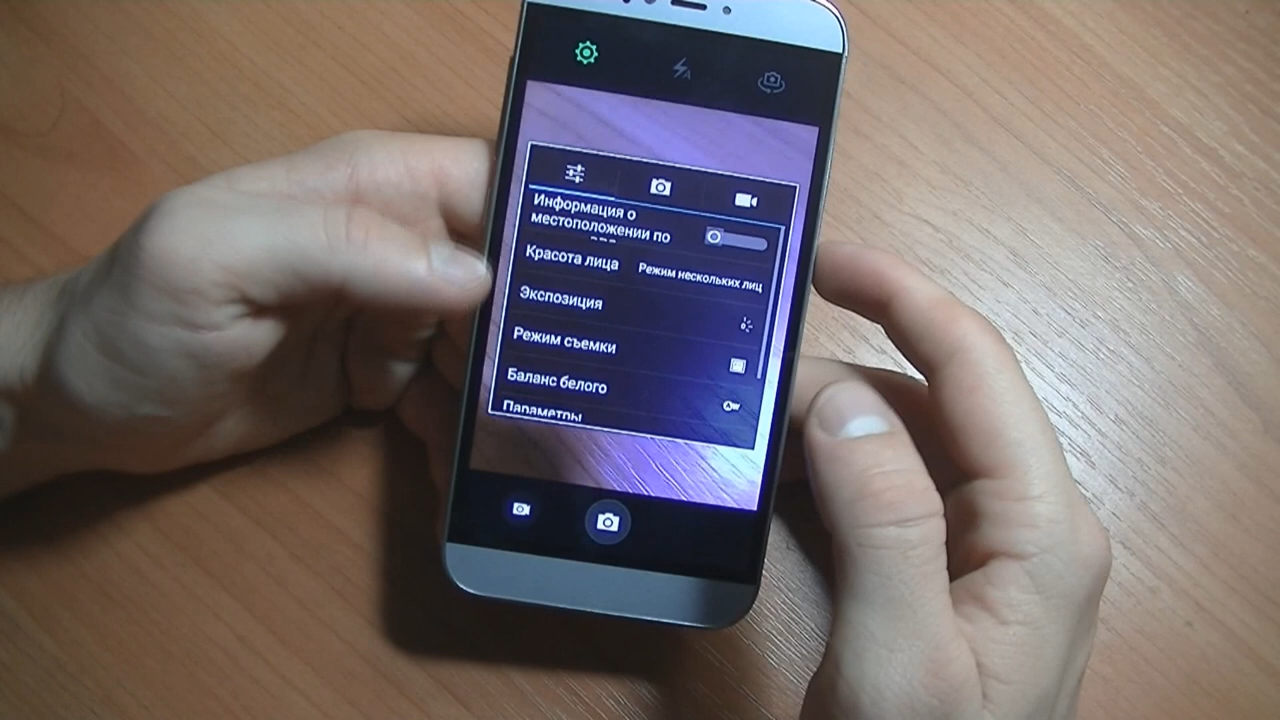 Информация о
местоположении по
Красота лица Режим нескольких лиц
Экспозиция
Режим съемки
Баланс белого
Параметры